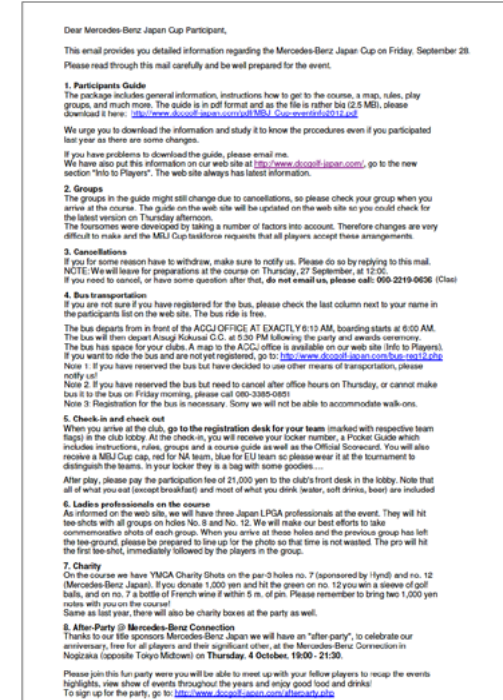 Dear Mercedes-Benz Japan Cup Participant,
This email provides you detailed information regarding the Mercedes-Benz Japan Cup on Friday, September 28.
Please read through this mail carefully and be well prepared for the event.
1. Participants Guide
The package includes general information, instructions how to get to the course, a map, rules, play
groups, and much more. The guide is in pdf format and as the file is rather big (2.5 MB), please
download it here: http://www.dccgolf-japan.com/pdf/MBJ_Cup-eventinfo2012.pdf
We urge you to download the information and study it to know the procedures even if you participated
last year as there are some changes.
If you have problems to download the guide, please email me.
We have also put this information on our web site at http://www.dccgolf-japan.com/, go to the new
section "Info to Players". The web site always has latest information.
2. Groups
The groups in the guide might still change due to cancellations, so please check your group when you
arrive at the course. The guide on the web site will be updated on the web site so you could check for
the latest version on Thursday afternoon.
The foursomes were developed by taking a number of factors into account. Therefore changes are very
difficult to make and the MBJ Cup taskforce requests that all players accept these arrangements.
3. Cancellations
If you for some reason have to withdraw, make sure to notify us. Please do so by replying to this mail.
NOTE: We will leave for preparations at the course on Thursday, 27 September, at 12:00.
If you need to cancel, or have some question after that, do not email us, please call: 090-2219-0636 (Clas)
4. Bus transportation
If you are not sure if you have registered for the bus, please check the last column next to your name in
the participants list on the web site. The bus ride is free.
The bus departs from in front of the ACCJ OFFICE AT EXACTLY 6:10 AM, boarding starts at 6:00 AM.
The bus will then depart Atsugi Kokusai C.C. at 5:30 PM following the party and awards ceremony.
The bus has space for your clubs. A map to the ACCJ office is available on our web site (Info to Players).
If you want to ride the bus and are not yet registered, go to: http://www.dccgolf-japan.com/bus-reg12.php
Note 1: If you have reserved the bus but have decided to use other means of transportation, please
notify us!
Note 2. If you have reserved the bus but need to cancel after office hours on Thursday, or cannot make
bus it to the bus on Friday morning, please call 080-3385-0851
Note 3: Registration for the bus is necessary. Sorry we will not be able to accommodate walk-ons.
5. Check-in and check out
When you arrive at the club, go to the registration desk for your team (marked with respective team
flags) in the club lobby. At the check-in, you will receive your locker number, a Pocket Guide which
includes instructions, rules, groups and a course guide as well as the Official Scorecard. You will also
receive a MBJ Cup cap, red for NA team, blue for EU team so please wear it at the tournament to
distinguish the teams. In your locker they is a bag with some goodies....
After play, please pay the participation fee of 21,000 yen to the club's front desk in the lobby. Note that
all of what you eat (except breakfast) and most of what you drink (water, soft drinks, beer) are included
6. Ladies professionals on the course
As informed on the web site, we will have three Japan LPGA professionals at the event. They will hit
tee-shots with all groups on holes No. 8 and No. 12. We will make our best efforts to take
commemorative shots of each group. When you arrive at these holes and the previous group has left
the tee-ground, please be prepared to line up for the photo so that time is not wasted. The pro will hit
the first tee-shot, immediately followed by the players in the group.
7. Charity
On the course we have YMCA Charity Shots on the par-3 holes no. 7 (sponsored by Hynd) and no. 12
(Mercedes-Benz Japan). If you donate 1,000 yen and hit the green on no. 12 you win a sleeve of golf
balls, and on no. 7 a bottle of French wine if within 5 m. of pin. Please remember to bring two 1,000 yen
notes with you on the course!
Same as last year, there will also be charity boxes at the party as well.
8. After-Party @ Mercedes-Benz Connection
Thanks to our title sponsors Mercedes-Benz Japan we will have an "after-party", to celebrate our
anniversary, free for all players and their significant other, at the Mercedes-Benz Connection in
Nogizaka (opposite Tokyo Midtown) on Thursday, 4 October, 19:00 - 21:30.
Please join this fun party were you will be able to meet up with your fellow players to recap the events
highlights, view show of events throughout the years and enjoy good food and drinks!
To sign up for the party, go to: http://www.dccgolf-japan.com/afterparty.php